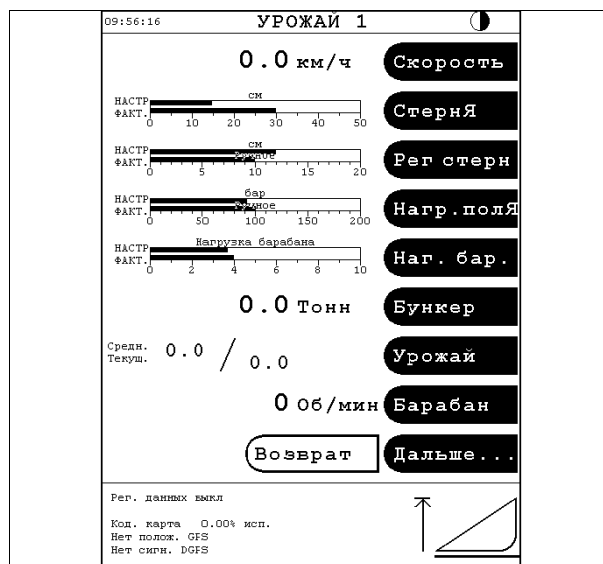 09:56:16 УРОЖАЙ 1
0.0 км/ч Скорость
см
НАСТР
ФАКТ.
0 10 20 30 40 50
СтернЯ
см
НАСТР
Ручное
ФАКТ.
0 5 10 15 20
Рег стерн
бар
НАСТР
Ручное
ФАКТ.
0 50 100 150 200
Нагр.полЯ
Нагрузка барабана
НАСТР
ФАКТ.
0 2 4 6 8 10
Наг. бар.
0.0 Тонн Бункер
Средн.
Текущ.
0.0 / 0.0
Урожай
0 Об/мин Барабан
Возврат Дальше...
Рег. данных выкл
Код. карта 0.00% исп.
Нет полож. GPS
Нет сигн. DGPS